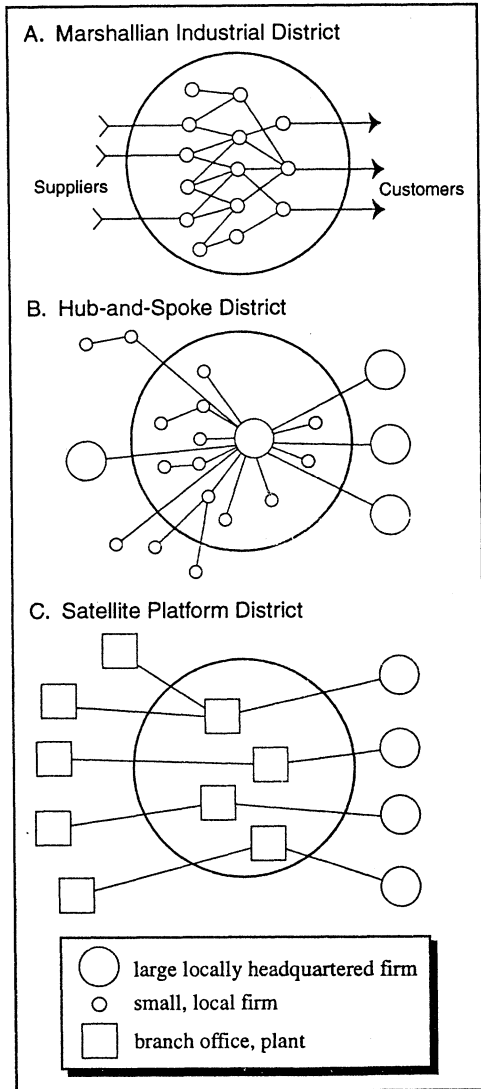 A. Marshallian Industrial District
Suppliers
Customers
B. Hub-and-Spoke District
C. Satellite Platform District
large locally headquartered firm
small, local firm
branch office, plant